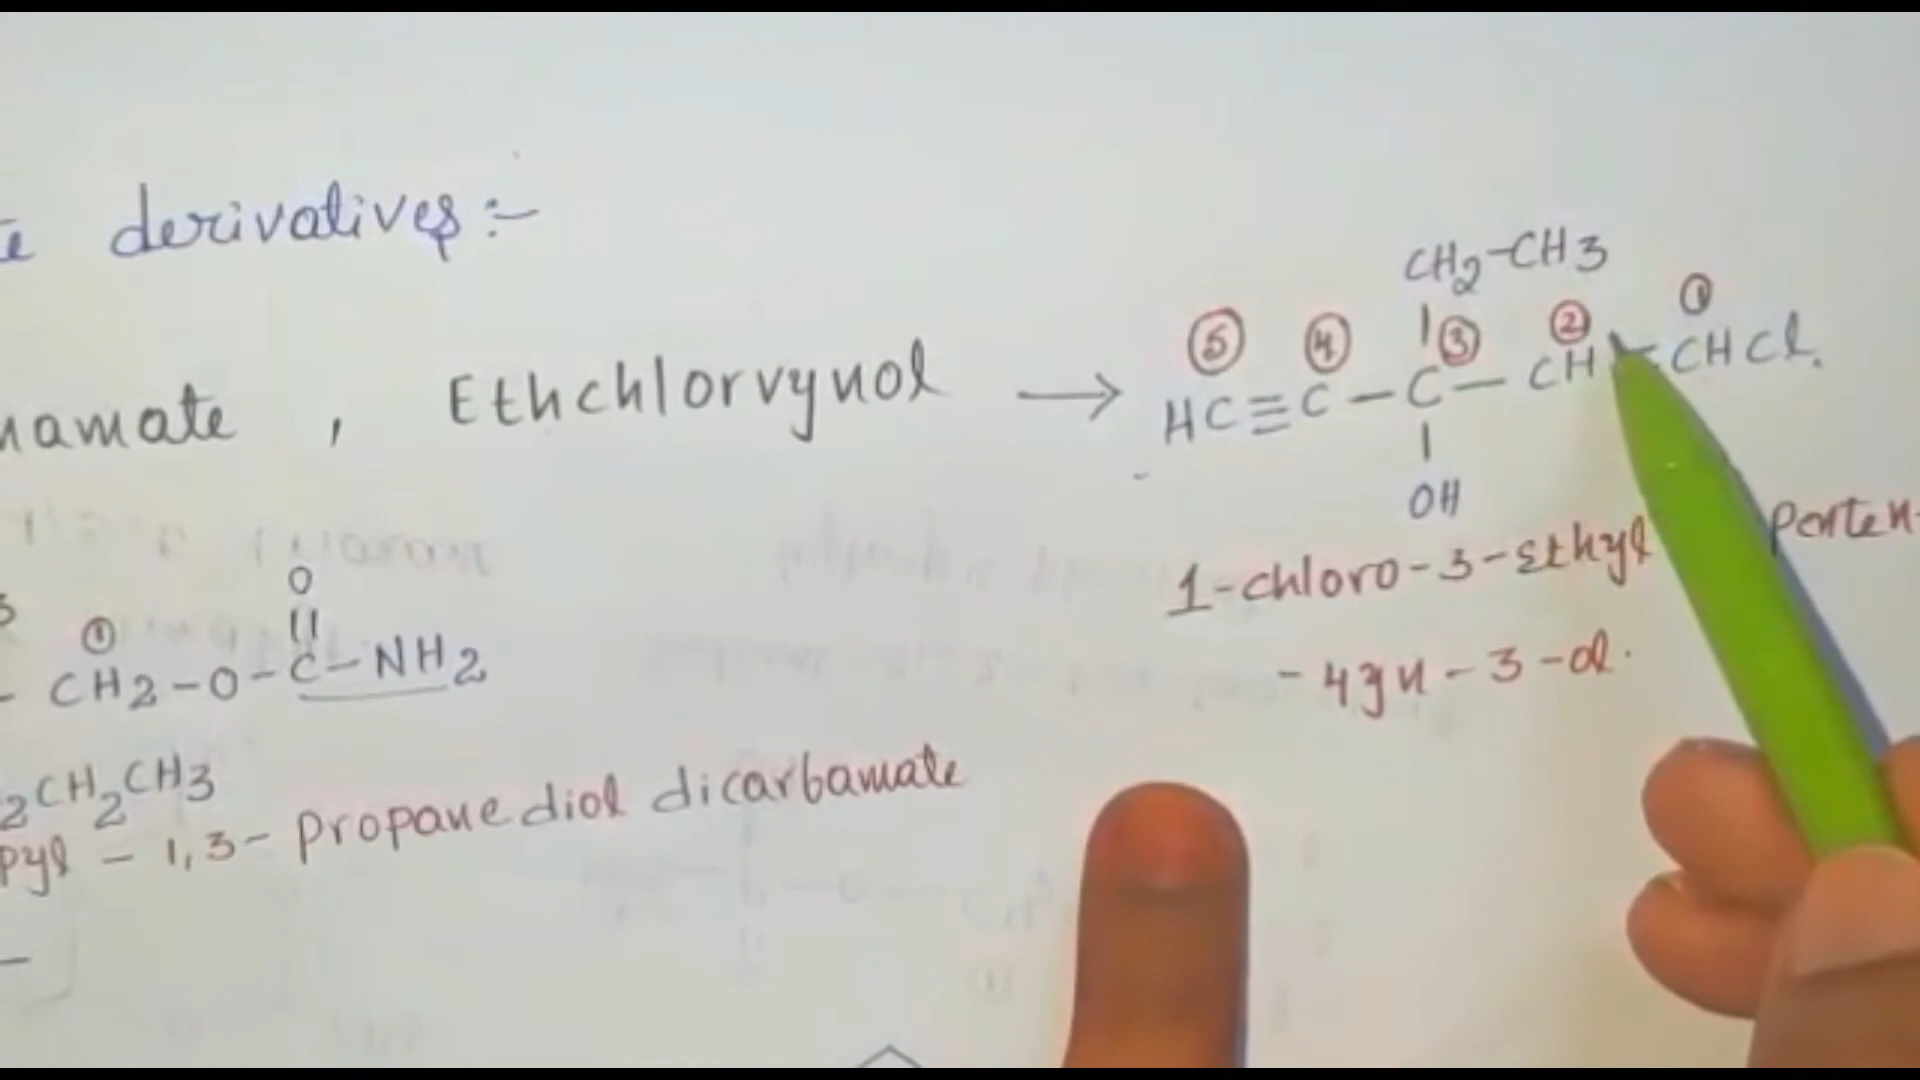 derivatives :-
CH2-CH3
⑤ ④ ③ ② ①
namate , Ethchlorvynol → HC≡C-C-CH CHCl.
OH
1-chloro-3-Ethyl Penten-
-4yn-3-ol.
O
①
- CH2-O-C-NH2
2CH2CH3
pyl - 1,3- Propanediol dicarbamate